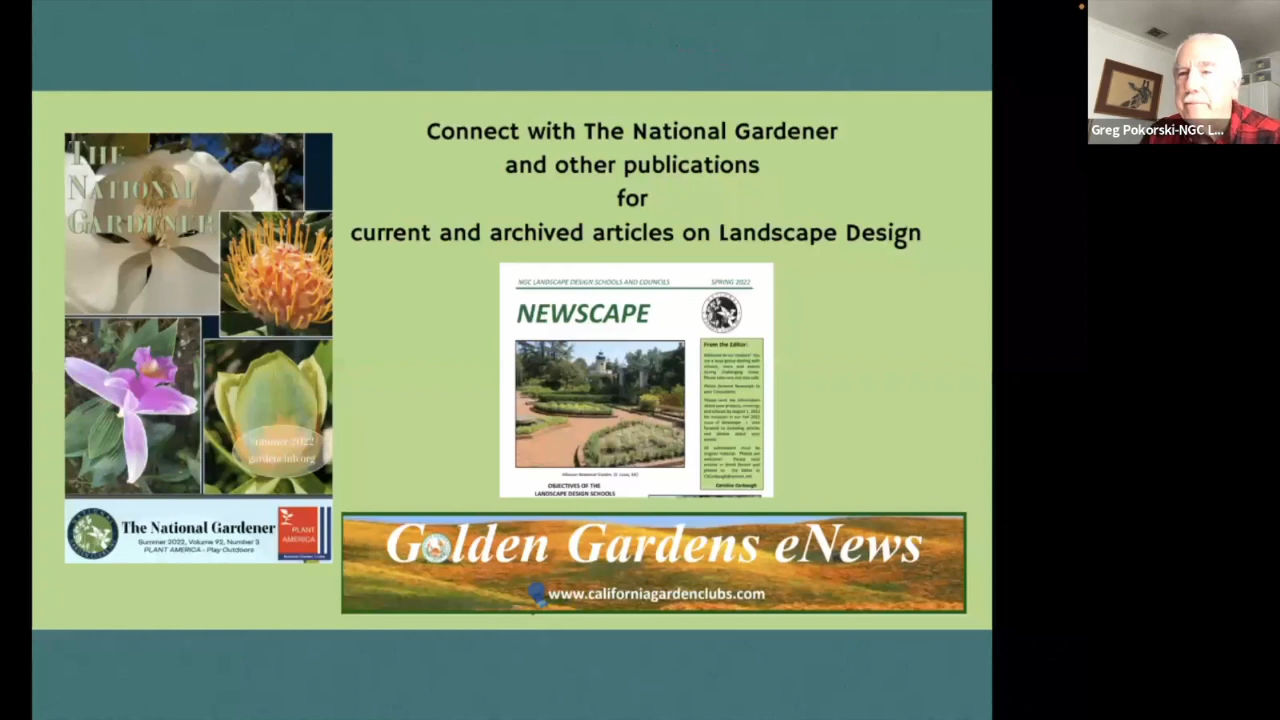 Connect with The National Gardener
and other publications
for
current and archived articles on Landscape Design
THE
NATIONAL
GARDENER
Summer 2022
gardenclub.org
The National Gardener
Summer 2022, Volume 92, Number 3
PLANT AMERICA - Play Outdoors
PLANT
AMERICA
NGC LANDSCAPE DESIGN SCHOOLS AND COUNCILS
SPRING 2022
NEWSCAPE
From the Editor:
OBJECTIVES OF THE
LANDSCAPE DESIGN SCHOOLS
Golden Gardens eNews
www.californiagardenclubs.com
Greg Pokorski-NGC L...